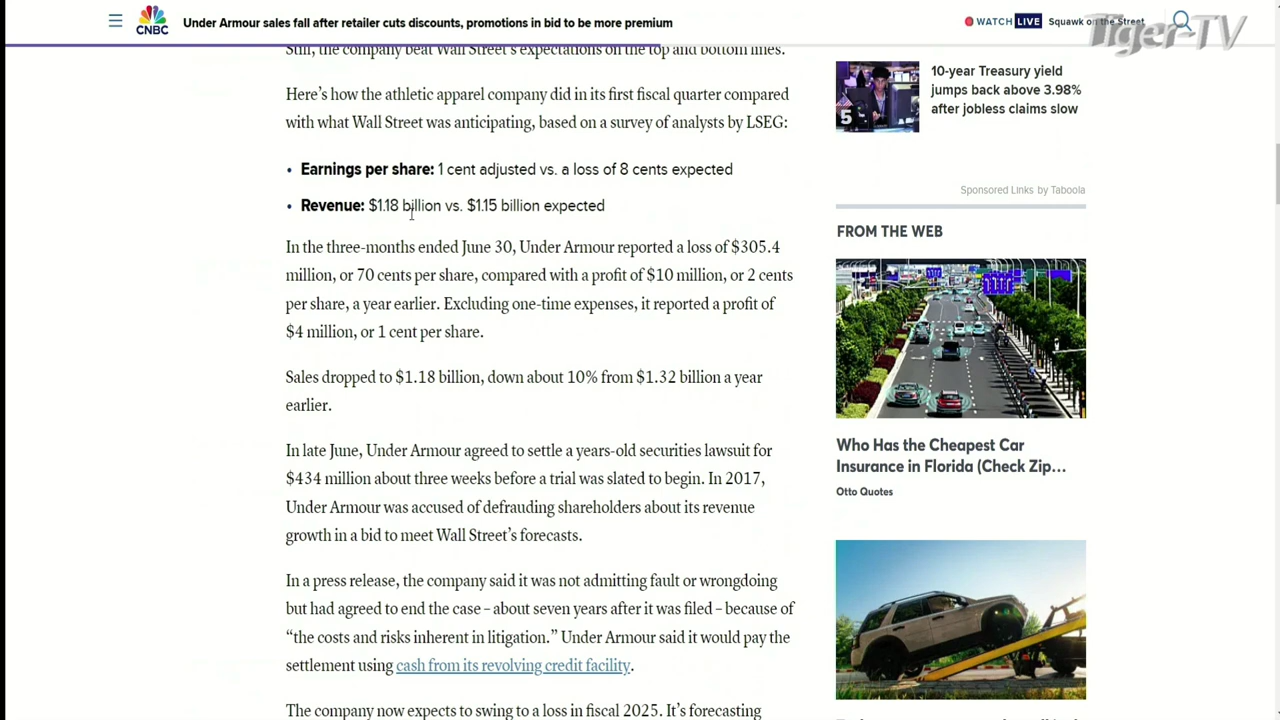 CNBC
Under Armour sales fall after retailer cuts discounts, promotions in bid to be more premium
WATCH LIVE
Squawk on the Street
Tiger-TV
Still, the company beat Wall Street's expectations on the top and bottom lines.
Here's how the athletic apparel company did in its first fiscal quarter compared
with what Wall Street was anticipating, based on a survey of analysts by LSEG:
• Earnings per share: 1 cent adjusted vs. a loss of 8 cents expected
• Revenue: $1.18 billion vs. $1.15 billion expected
In the three-months ended June 30, Under Armour reported a loss of $305.4
million, or 70 cents per share, compared with a profit of $10 million, or 2 cents
per share, a year earlier. Excluding one-time expenses, it reported a profit of
$4 million, or 1 cent per share.
Sales dropped to $1.18 billion, down about 10% from $1.32 billion a year
earlier.
In late June, Under Armour agreed to settle a years-old securities lawsuit for
$434 million about three weeks before a trial was slated to begin. In 2017,
Under Armour was accused of defrauding shareholders about its revenue
growth in a bid to meet Wall Street's forecasts.
In a press release, the company said it was not admitting fault or wrongdoing
but had agreed to end the case – about seven years after it was filed – because of
“the costs and risks inherent in litigation.” Under Armour said it would pay the
settlement using cash from its revolving credit facility.
The company now expects to swing to a loss in fiscal 2025. It's forecasting
5
10-year Treasury yield
jumps back above 3.98%
after jobless claims slow
Sponsored Links by Taboola
FROM THE WEB
Who Has the Cheapest Car
Insurance in Florida (Check Zip...
Otto Quotes